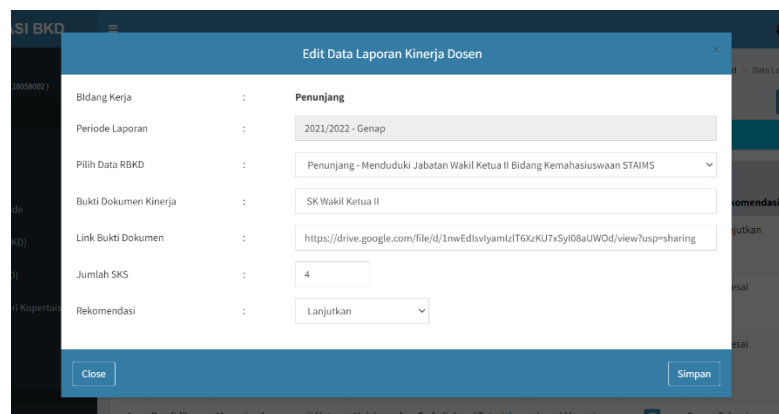 SI BKD
Edit Data Laporan Kinerja Dosen
×
28058002 )
BIdang Kerja : Penunjang
Periode Laporan : 2021/2022 - Genap
Pilih Data RBKD : Penunjang - Menduduki Jabatan Wakil Ketua II Bidang Kemahasiuswaan STAIMS
Bukti Dokumen Kinerja : SK Wakil Ketua II
Link Bukti Dokumen : https://drive.google.com/file/d/1nwEdIsvIyamIzlT6XzKU7xSyI08aUWOd/view?usp=sharing
Jumlah SKS : 4
Rekomendasi : Lanjutkan
Close
Simpan
de
KD)
D)
ri Kopertais
d > Data La
komendasi
jutkan
esai
esai